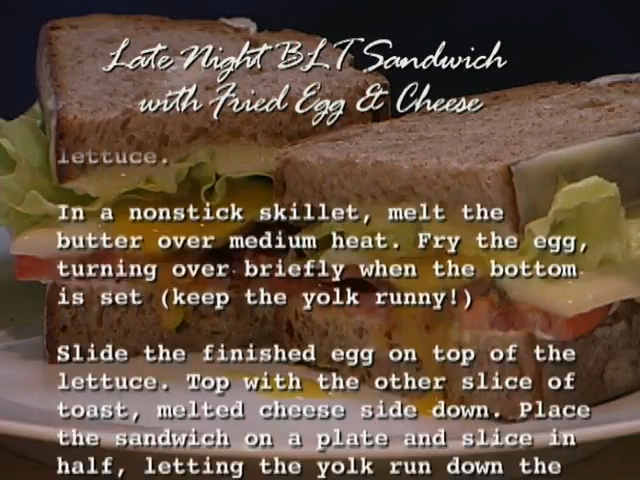 Late Night BLT Sandwich
with Fried Egg & Cheese
lettuce.
In a nonstick skillet, melt the
butter over medium heat. Fry the egg,
turning over briefly when the bottom
is set (keep the yolk runny!)
Slide the finished egg on top of the
lettuce. Top with the other slice of
toast, melted cheese side down. Place
the sandwich on a plate and slice in
half, letting the yolk run down the